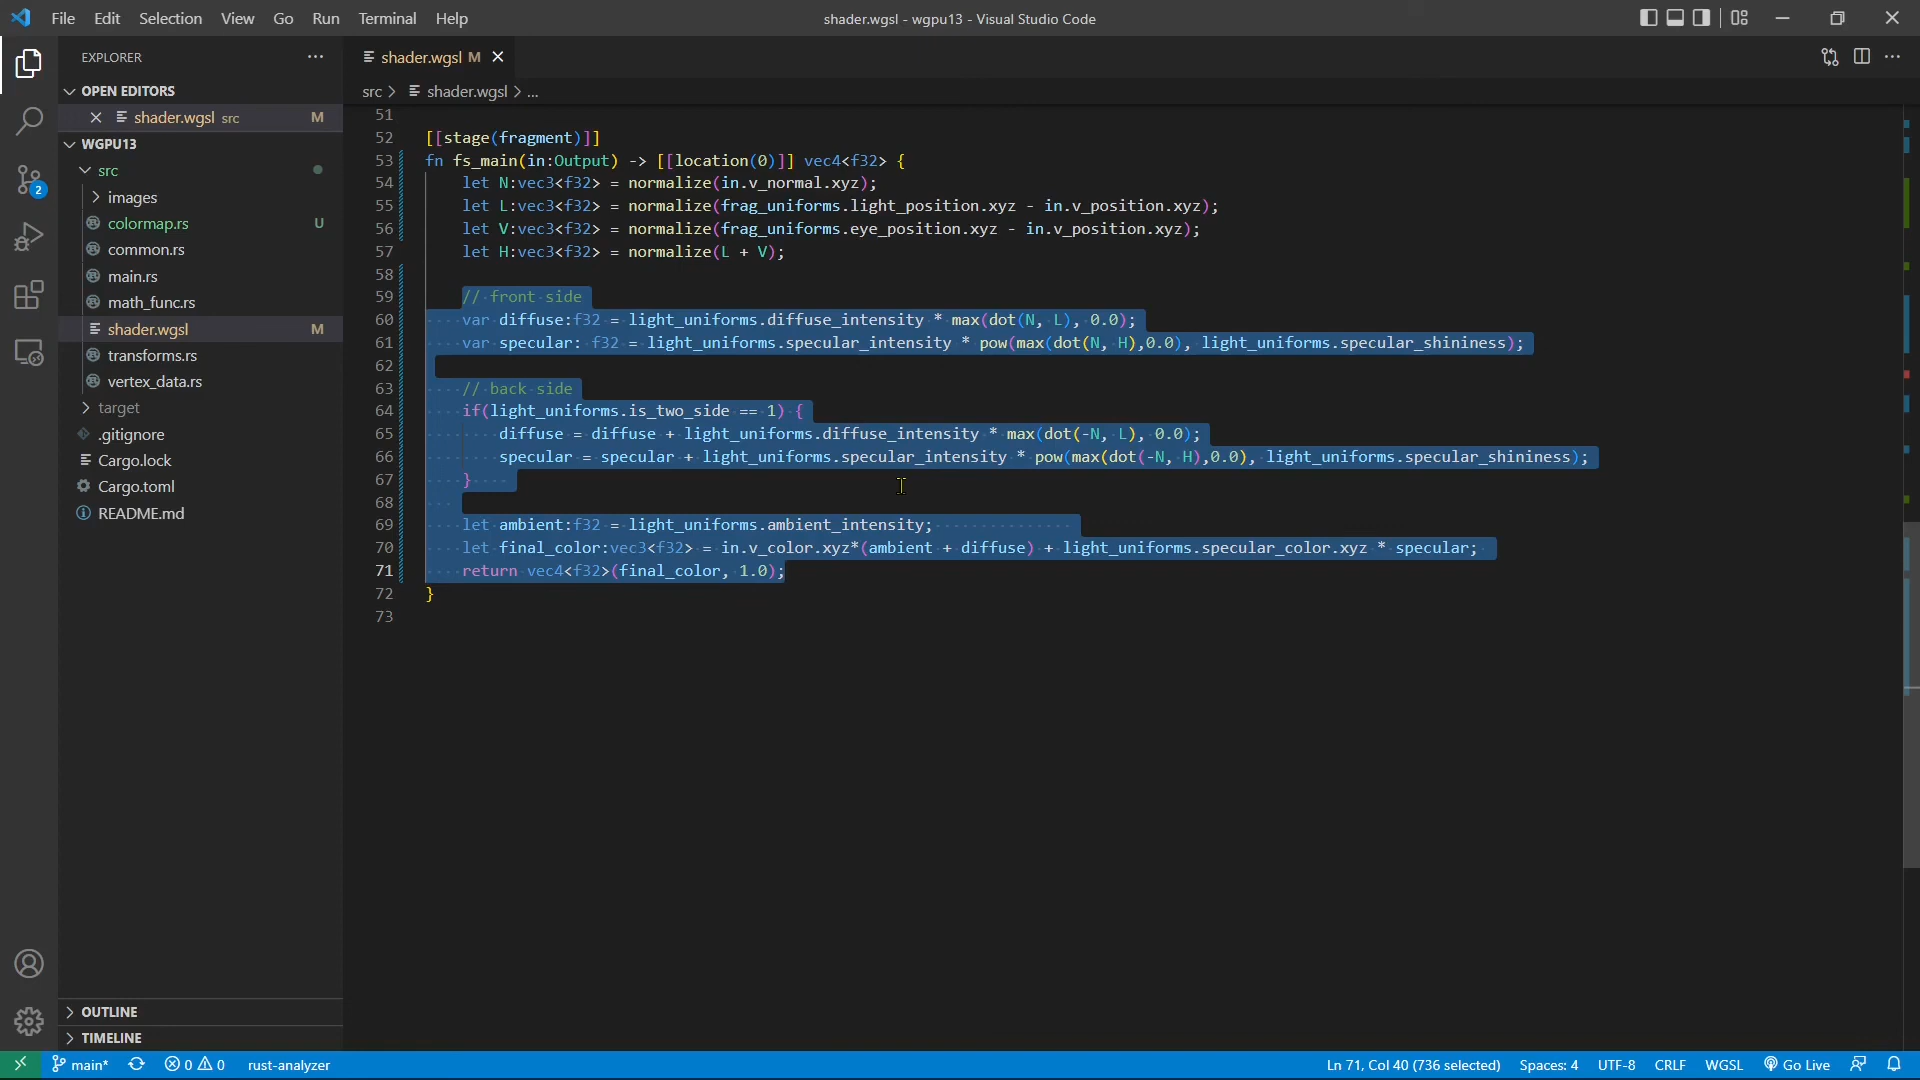 File Edit Selection View Go Run Terminal Help
shader.wgsl - wgpu13 - Visual Studio Code
EXPLORER
OPEN EDITORS
shader.wgsl src M
WGPU13
src
images
colormap.rs U
common.rs
main.rs
math_func.rs
shader.wgsl M
transforms.rs
vertex_data.rs
target
.gitignore
Cargo.lock
Cargo.toml
README.md
OUTLINE
TIMELINE
2
shader.wgsl M
src > shader.wgsl > ...
51
52 [[stage(fragment)]]
53 fn fs_main(in:Output) -> [[location(0)]] vec4<f32> {
54 let N:vec3<f32> = normalize(in.v_normal.xyz);
55 let L:vec3<f32> = normalize(frag_uniforms.light_position.xyz - in.v_position.xyz);
56 let V:vec3<f32> = normalize(frag_uniforms.eye_position.xyz - in.v_position.xyz);
57 let H:vec3<f32> = normalize(L + V);
58
59 // front side
60 var diffuse:f32 = light_uniforms.diffuse_intensity * max(dot(N, L), 0.0);
61 var specular: f32 = light_uniforms.specular_intensity * pow(max(dot(N, H),0.0), light_uniforms.specular_shininess);
62
63 // back side
64 if(light_uniforms.is_two_side == 1) {
65 diffuse = diffuse + light_uniforms.diffuse_intensity * max(dot(-N, L), 0.0);
66 specular = specular + light_uniforms.specular_intensity * pow(max(dot(-N, H),0.0), light_uniforms.specular_shininess);
67 }
68
69 let ambient:f32 = light_uniforms.ambient_intensity;
70 let final_color:vec3<f32> = in.v_color.xyz*(ambient + diffuse) + light_uniforms.specular_color.xyz * specular;
71 return vec4<f32>(final_color, 1.0);
72 }
73
main* 0 0 rust-analyzer Ln 71, Col 40 (736 selected) Spaces: 4 UTF-8 CRLF WGSL Go Live